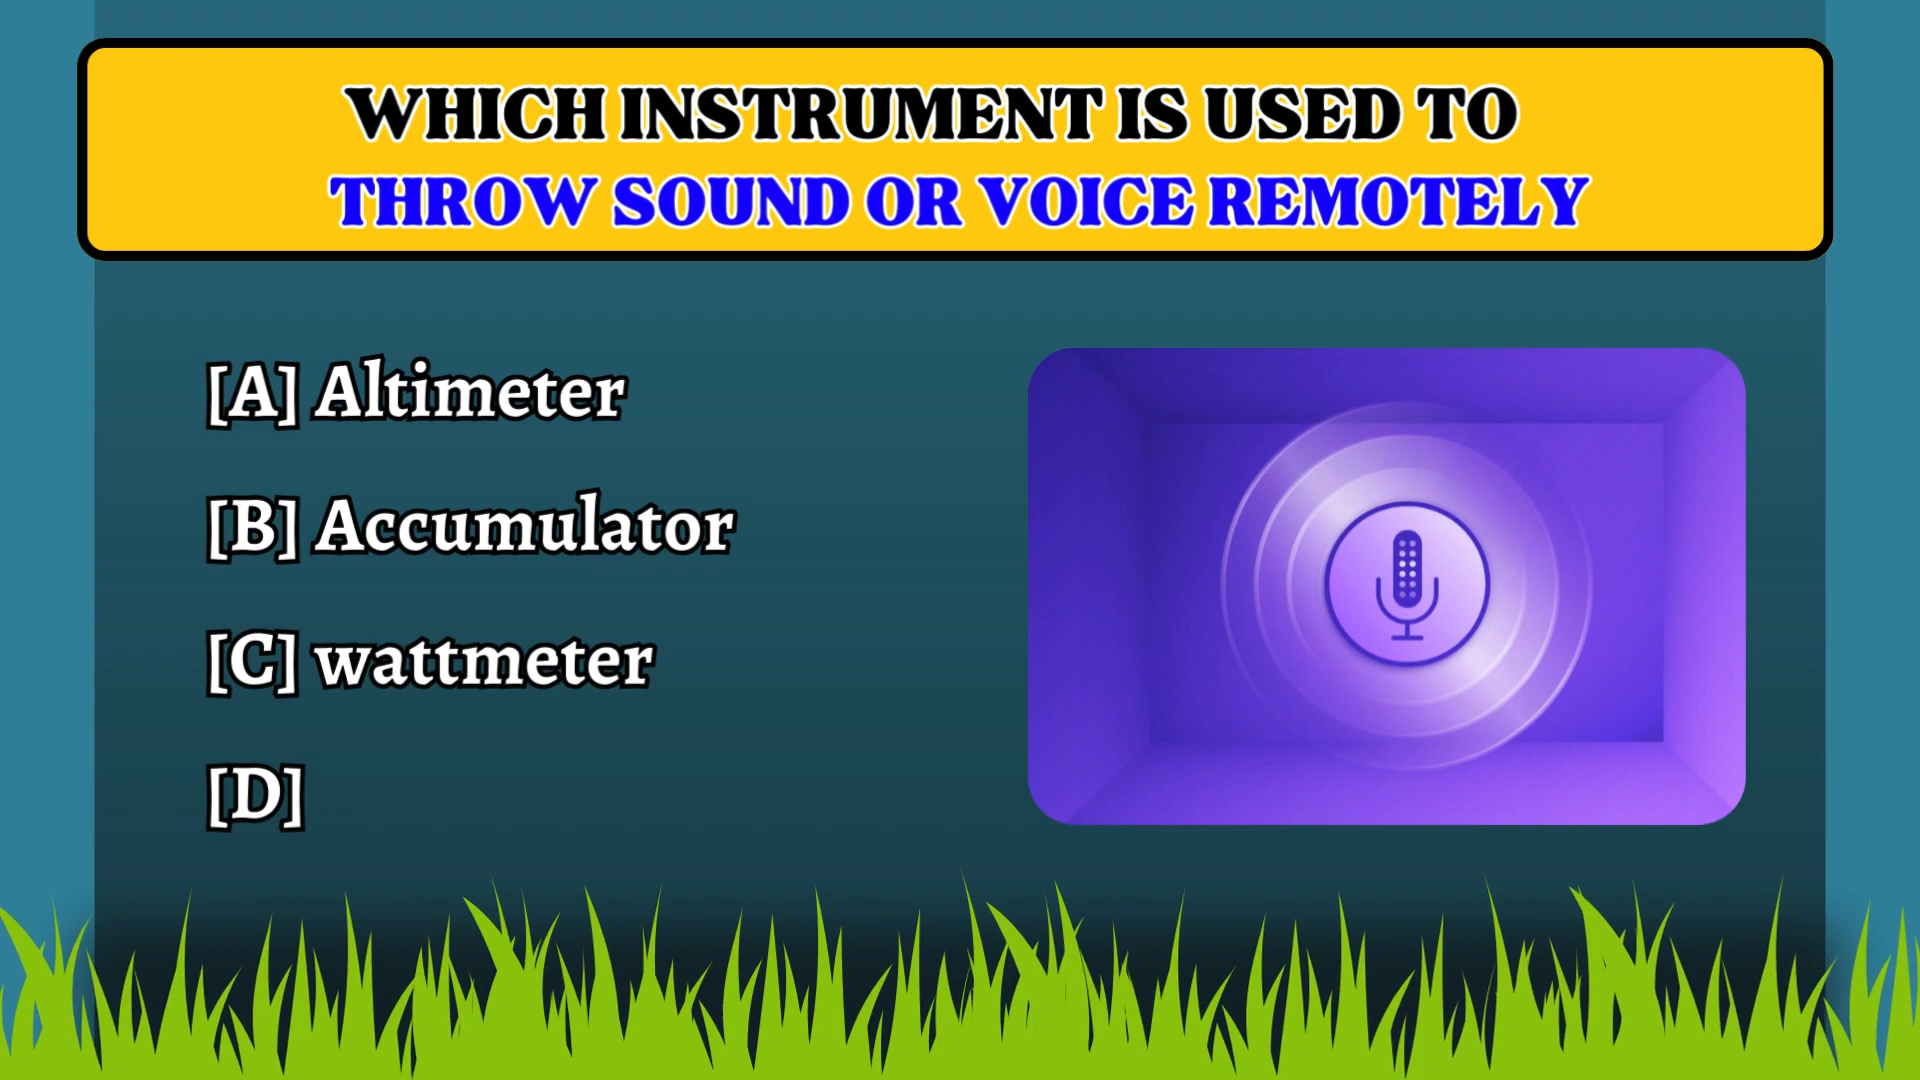 WHICH INSTRUMENT IS USED TO
THROW SOUND OR VOICE REMOTELY
[A] Altimeter
[B] Accumulator
[C] wattmeter
[D]